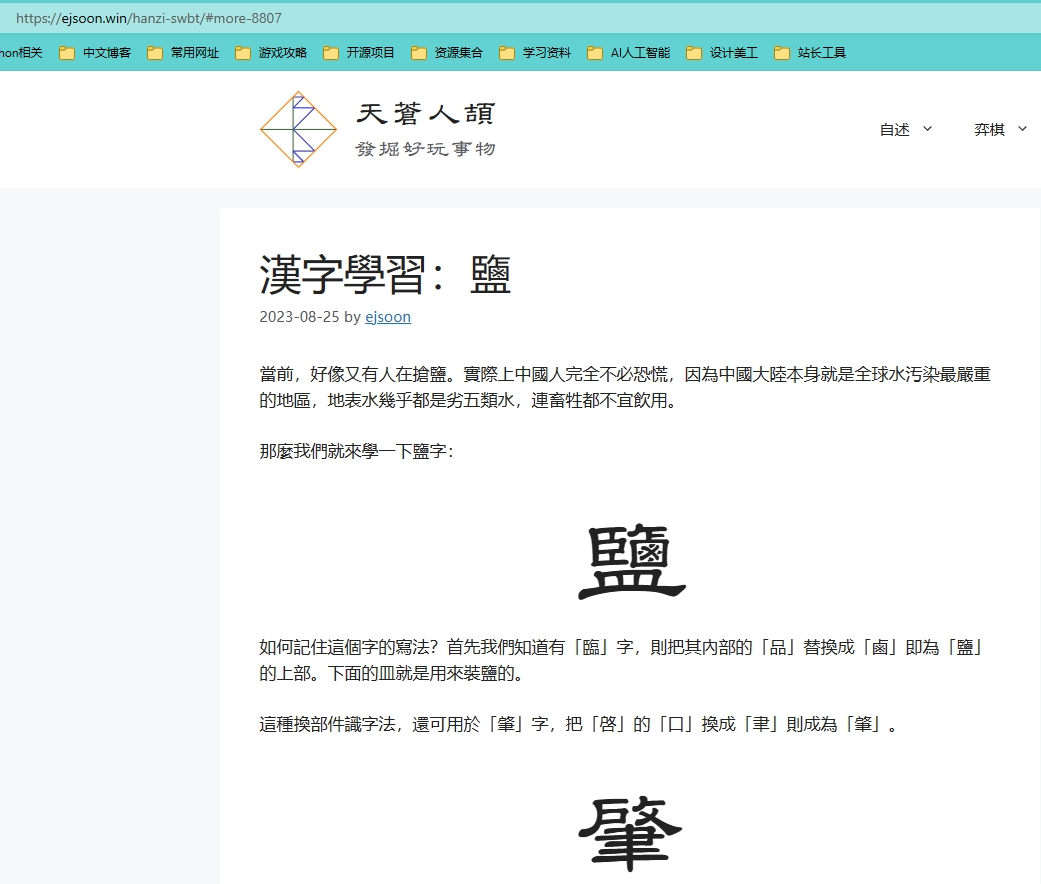 https://ejsoon.win/hanzi-swbt/#more-8807
hon相关 中文博客 常用网址 游戏攻略 开源项目 资源集合 学习资料 AI人工智能 设计美工 站长工具
天蒼人頡
發掘好玩事物
自述 弈棋
漢字學習：鹽
2023-08-25 by ejsoon
當前，好像又有人在搶鹽。實際上中國人完全不必恐慌，因為中國大陸本身就是全球水污染最嚴重
的地區，地表水幾乎都是劣五類水，連畜牲都不宜飲用。
那麼我們就來學一下鹽字：
鹽
如何記住這個字的寫法？首先我們知道有「臨」字，則把其內部的「品」替換成「鹵」即為「鹽」
的上部。下面的皿就是用來裝鹽的。
這種換部件識字法，還可用於「肇」字，把「啓」的「口」換成「聿」則成為「肇」。
肇